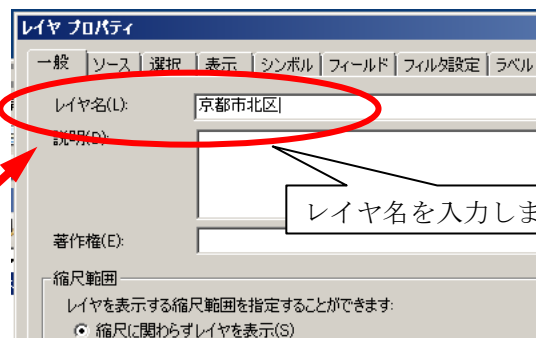 レイヤ プロパティ
一般 ソース 選択 表示 シンボル フィールド フィルタ設定 ラベル
レイヤ名(L): 京都市北区
説明(D):
レイヤ名を入力しま
著作権(E):
縮尺範囲
レイヤを表示する縮尺範囲を指定することができます:
縮尺に関わらずレイヤを表示(S)